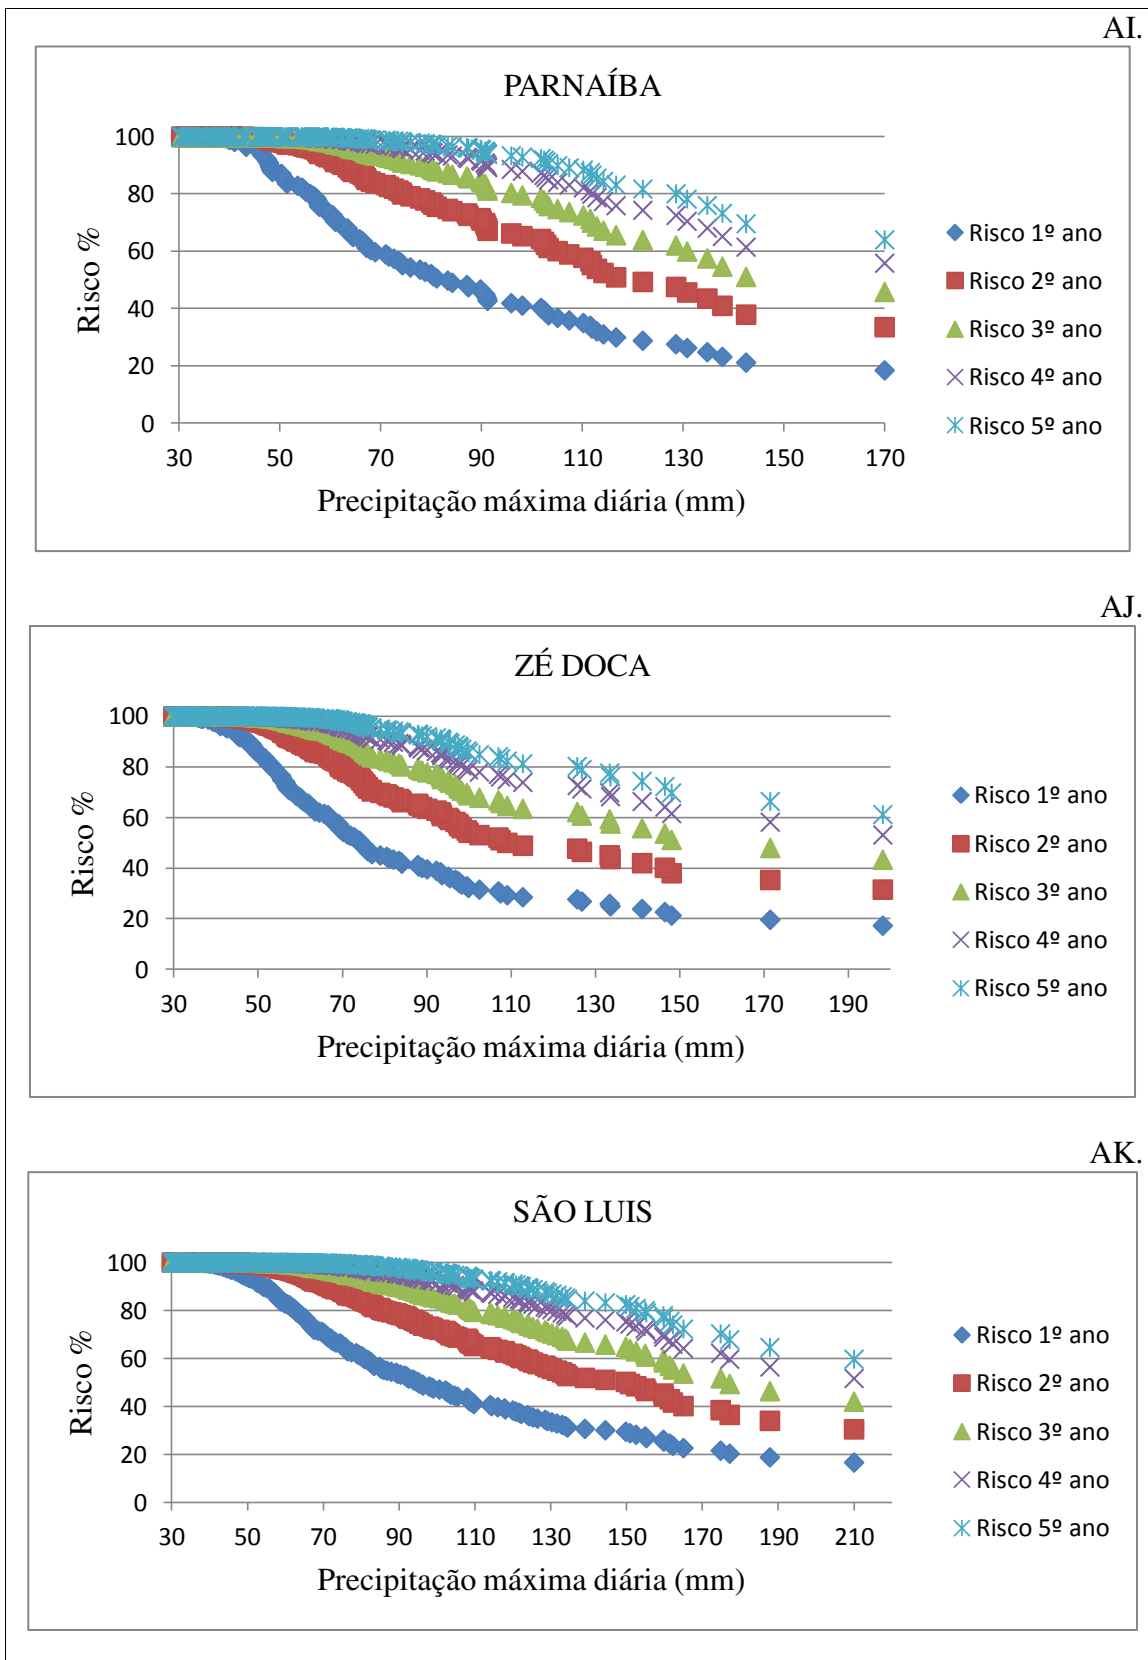 AI.
PARNAÍBA
100
80
60
40
20
0
Risco %
30 50 70 90 110 130 150 170
Precipitação máxima diária (mm)
Risco 1º ano
Risco 2º ano
Risco 3º ano
Risco 4º ano
Risco 5º ano
AJ.
ZÉ DOCA
100
80
60
40
20
0
Risco %
30 50 70 90 110 130 150 170 190
Precipitação máxima diária (mm)
Risco 1º ano
Risco 2º ano
Risco 3º ano
Risco 4º ano
Risco 5º ano
AK.
SÃO LUIS
100
80
60
40
20
0
Risco %
30 50 70 90 110 130 150 170 190 210
Precipitação máxima diária (mm)
Risco 1º ano
Risco 2º ano
Risco 3º ano
Risco 4º ano
Risco 5º ano